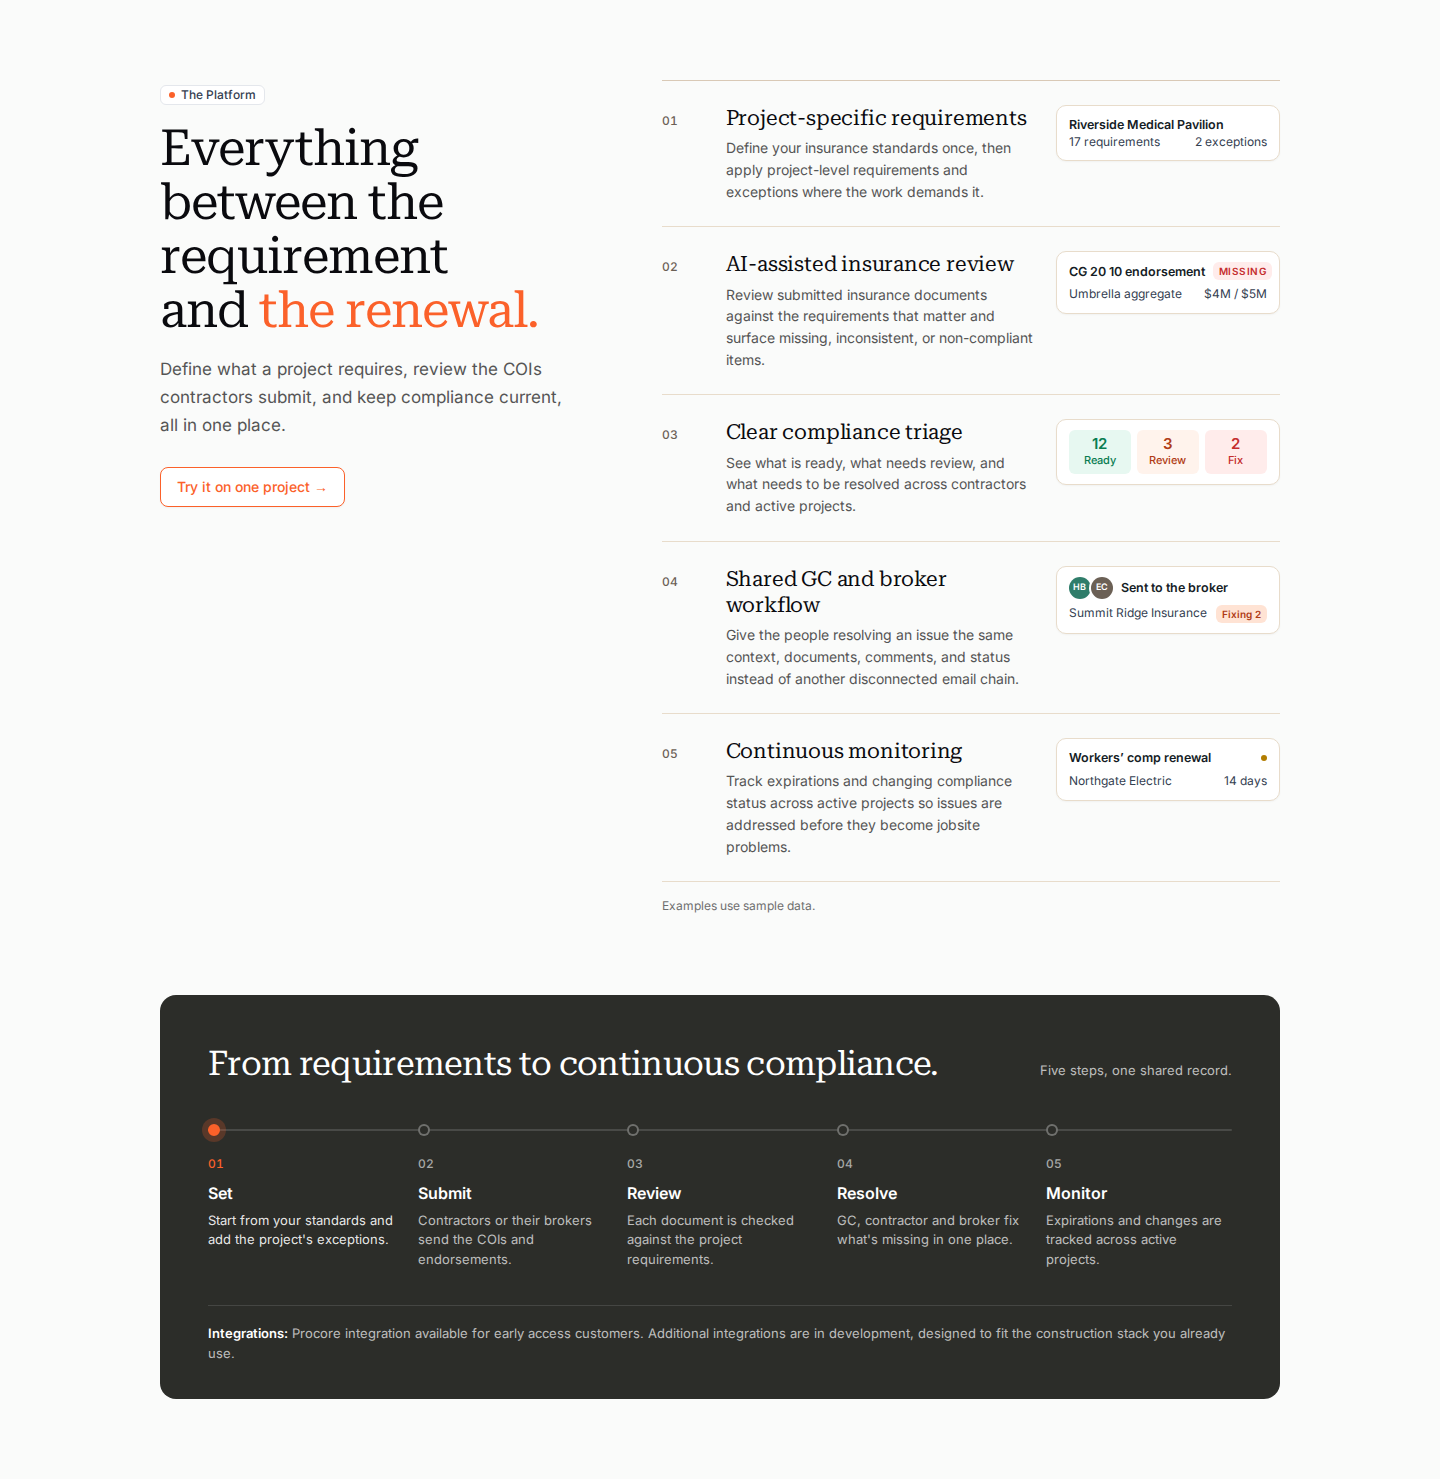 The Platform
Everything
between the
requirement
and the renewal.
Define what a project requires, review the COIs
contractors submit, and keep compliance current,
all in one place.
Try it on one project →
01
Project-specific requirements
Define your insurance standards once, then
apply project-level requirements and
exceptions where the work demands it.
Riverside Medical Pavilion
17 requirements 2 exceptions
02
AI-assisted insurance review
Review submitted insurance documents
against the requirements that matter and
surface missing, inconsistent, or non-compliant
items.
CG 20 10 endorsement MISSING
Umbrella aggregate $4M / $5M
03
Clear compliance triage
See what is ready, what needs review, and
what needs to be resolved across contractors
and active projects.
12 3 2
Ready Review Fix
04
Shared GC and broker
workflow
Give the people resolving an issue the same
context, documents, comments, and status
instead of another disconnected email chain.
HB EC Sent to the broker
Summit Ridge Insurance Fixing 2
05
Continuous monitoring
Track expirations and changing compliance
status across active projects so issues are
addressed before they become jobsite
problems.
Workers’ comp renewal
Northgate Electric 14 days
Examples use sample data.
From requirements to continuous compliance.
Five steps, one shared record.
01
Set
Start from your standards and
add the project's exceptions.
02
Submit
Contractors or their brokers
send the COIs and
endorsements.
03
Review
Each document is checked
against the project
requirements.
04
Resolve
GC, contractor and broker fix
what's missing in one place.
05
Monitor
Expirations and changes are
tracked across active
projects.
Integrations: Procore integration available for early access customers. Additional integrations are in development, designed to fit the construction stack you already
use.